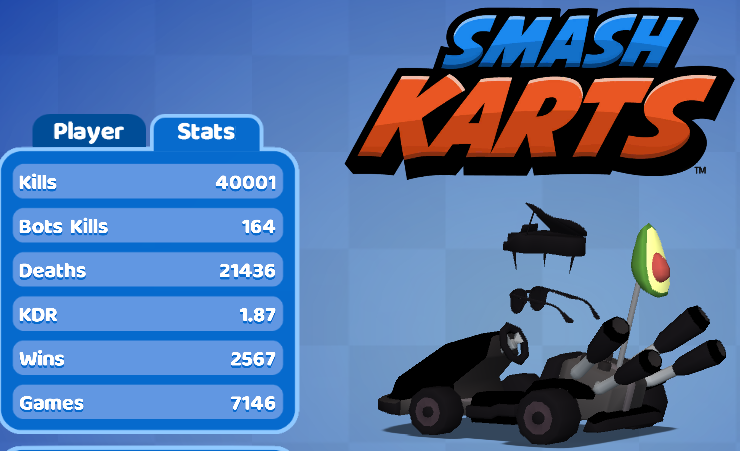 SMASH
KARTS
TM
Player Stats
Kills 40001
Bots Kills 164
Deaths 21436
KDR 1.87
Wins 2567
Games 7146